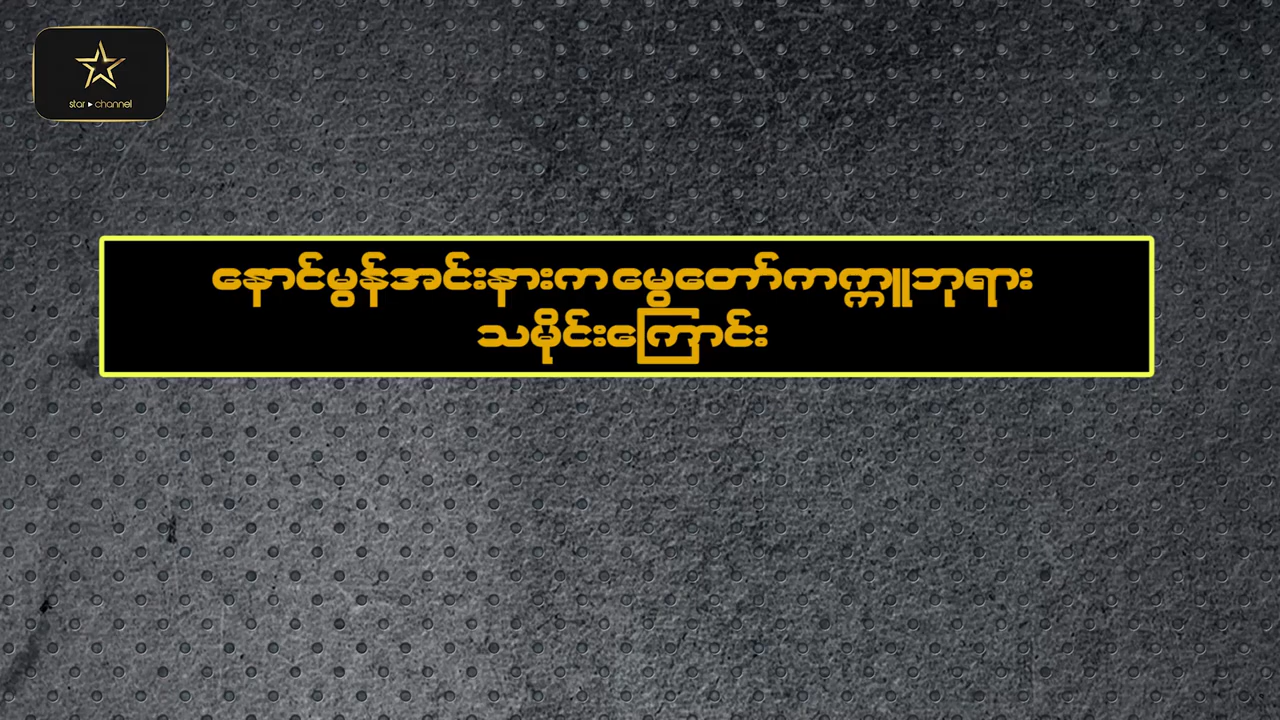 star ▸ channel
နောင်မွန်အင်းနားက မွေတော်ကက္ကူဘုရား
သမိုင်းကြောင်း